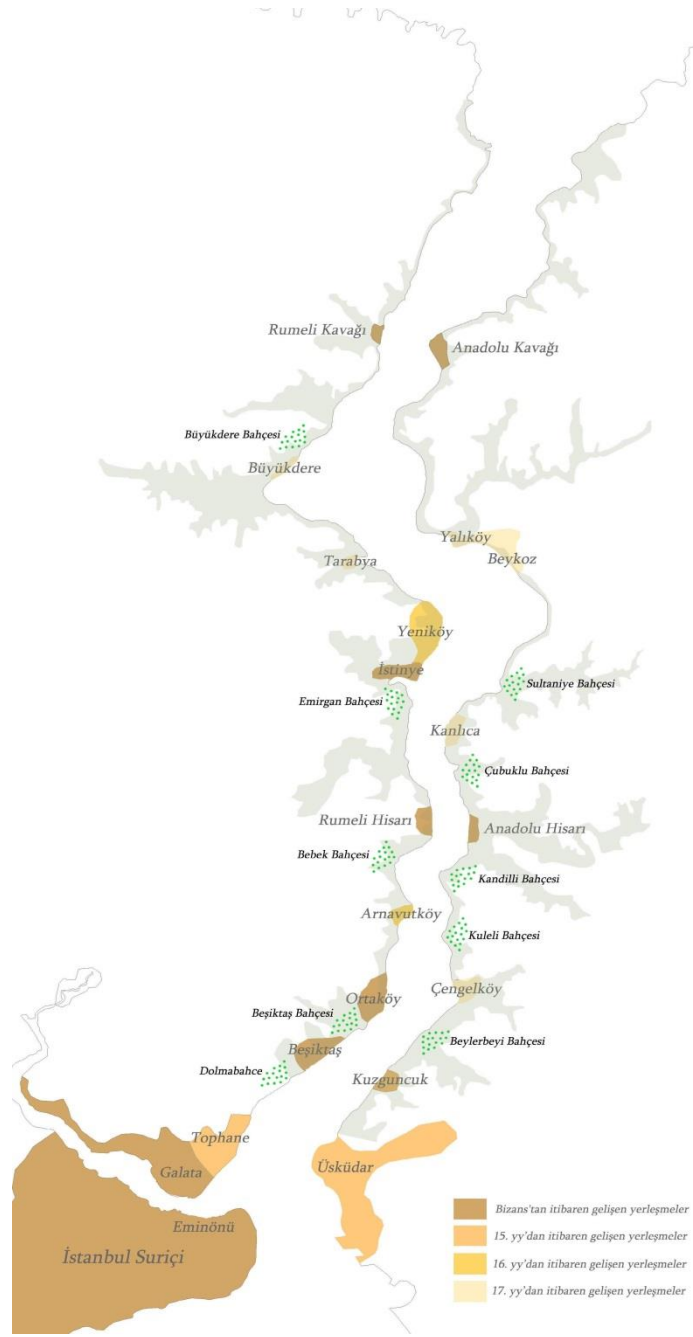 Rumeli Kavağı
Anadolu Kavağı
Büyükdere Bahçesi
Büyükdere
Yalıköy
Beykoz
Tarabya
Yeniköy
İstinye
Sultaniye Bahçesi
Emirgan Bahçesi
Kanlıca
Çubuklu Bahçesi
Rumeli Hisarı
Anadolu Hisarı
Bebek Bahçesi
Kandilli Bahçesi
Arnavutköy
Kuleli Bahçesi
Çengelköy
Ortaköy
Beşiktaş Bahçesi
Beylerbeyi Bahçesi
Beşiktaş
Dolmabahce
Kuzguncuk
Tophane
Galata
Üsküdar
Eminönü
İstanbul Suriçi
Bizans'tan itibaren gelişen yerleşmeler
15. yy'dan itibaren gelişen yerleşmeler
16. yy'dan itibaren gelişen yerleşmeler
17. yy'dan itibaren gelişen yerleşmeler